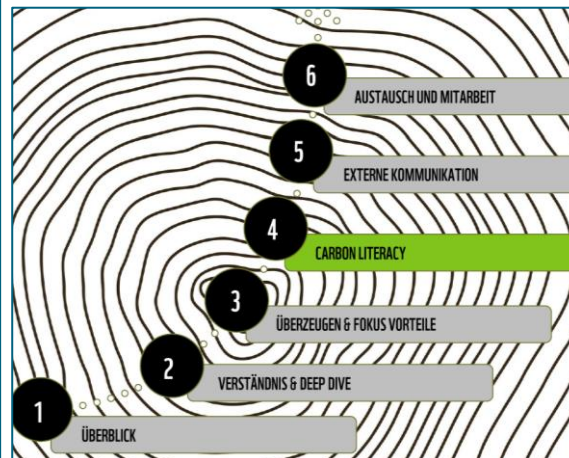 6
AUSTAUSCH UND MITARBEIT
5
EXTERNE KOMMUNIKATION
4
CARBON LITERACY
3
ÜBERZEUGEN & FOKUS VORTEILE
2
VERSTÄNDNIS & DEEP DIVE
1
ÜBERBLICK